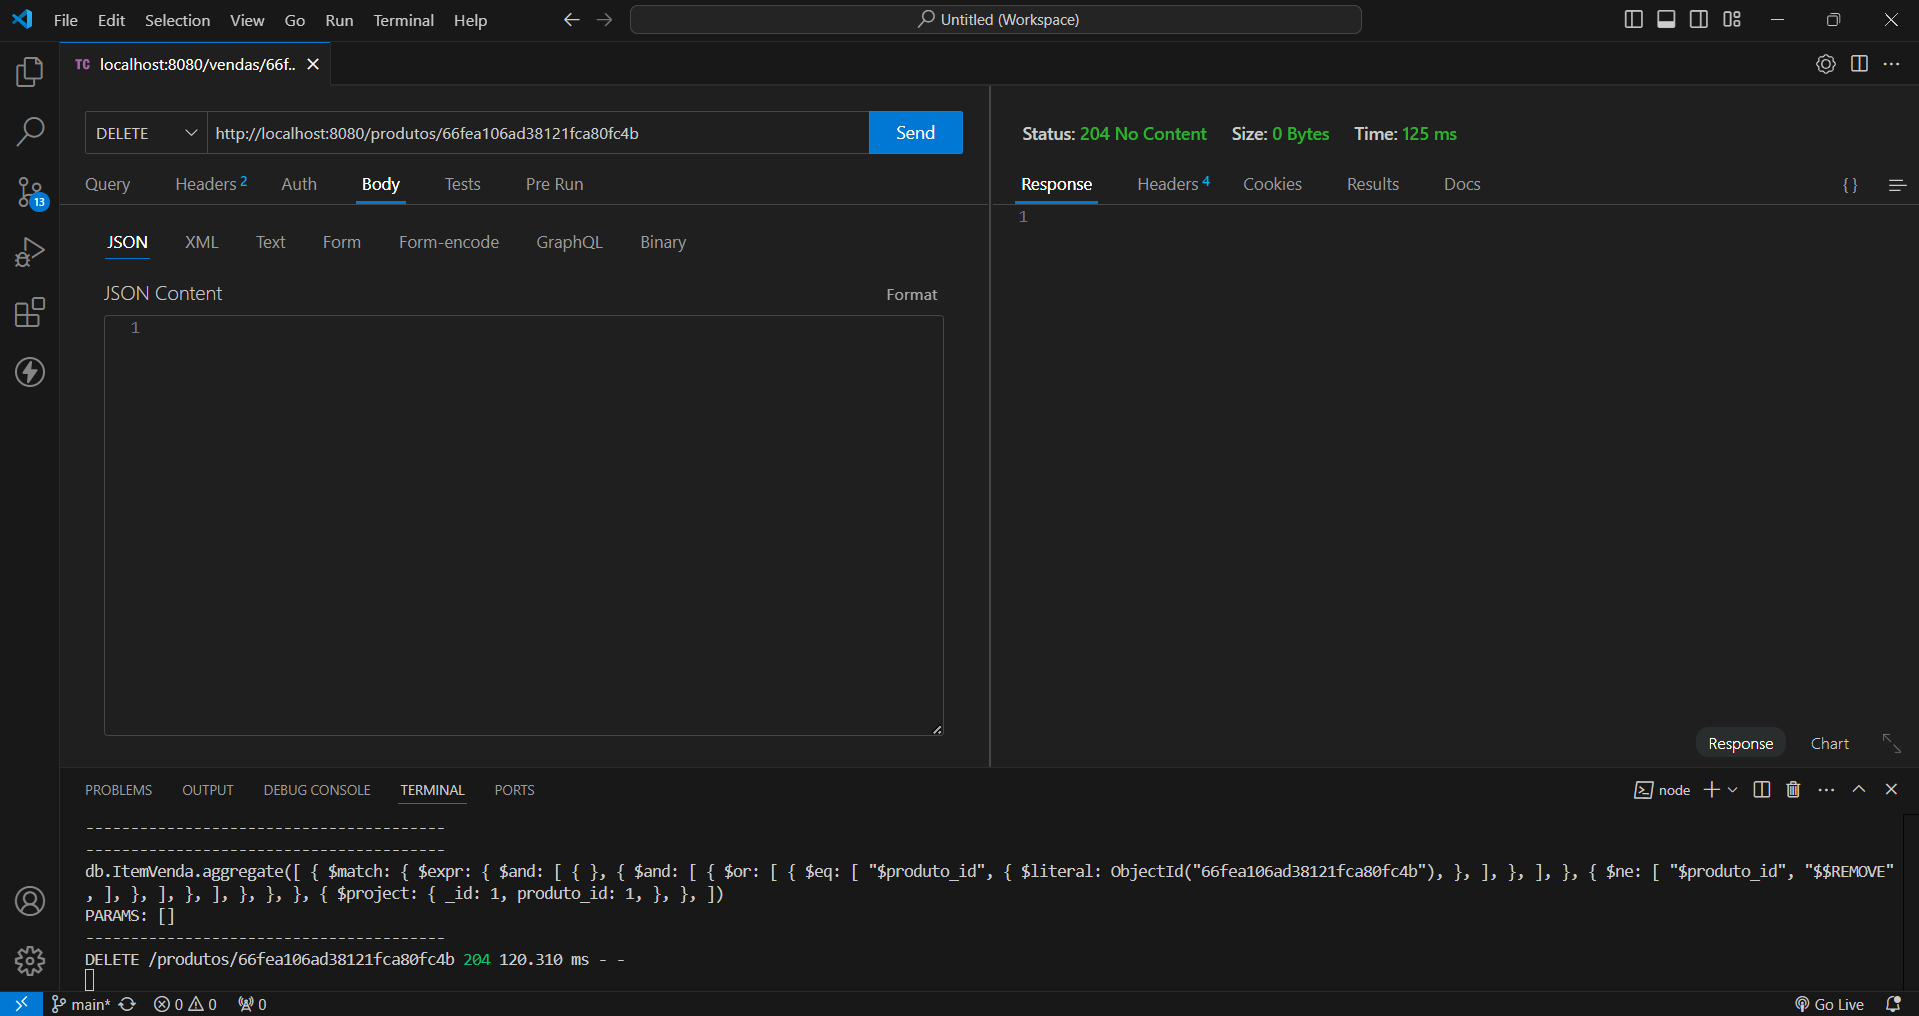 File Edit Selection View Go Run Terminal Help
Untitled (Workspace)
TC localhost:8080/vendas/66f..
DELETE http://localhost:8080/produtos/66fea106ad38121fca80fc4b Send
Status: 204 No Content Size: 0 Bytes Time: 125 ms
Query Headers 2 Auth Body Tests Pre Run
Response Headers 4 Cookies Results Docs
{ }
13
1
JSON XML Text Form Form-encode GraphQL Binary
JSON Content Format
1
Response Chart
PROBLEMS OUTPUT DEBUG CONSOLE TERMINAL PORTS
node
----------------------------------------
----------------------------------------
db.ItemVenda.aggregate([ { $match: { $expr: { $and: [ { }, { $and: [ { $or: [ { $eq: [ "$produto_id", { $literal: ObjectId("66fea106ad38121fca80fc4b"), }, ], }, ], }, { $ne: [ "$produto_id", "$$REMOVE"
, ], }, ], }, ], }, }, }, { $project: { _id: 1, produto_id: 1, }, }, ])
PARAMS: []
----------------------------------------
DELETE /produtos/66fea106ad38121fca80fc4b 204 120.310 ms - -
main* 0 0 0 Go Live